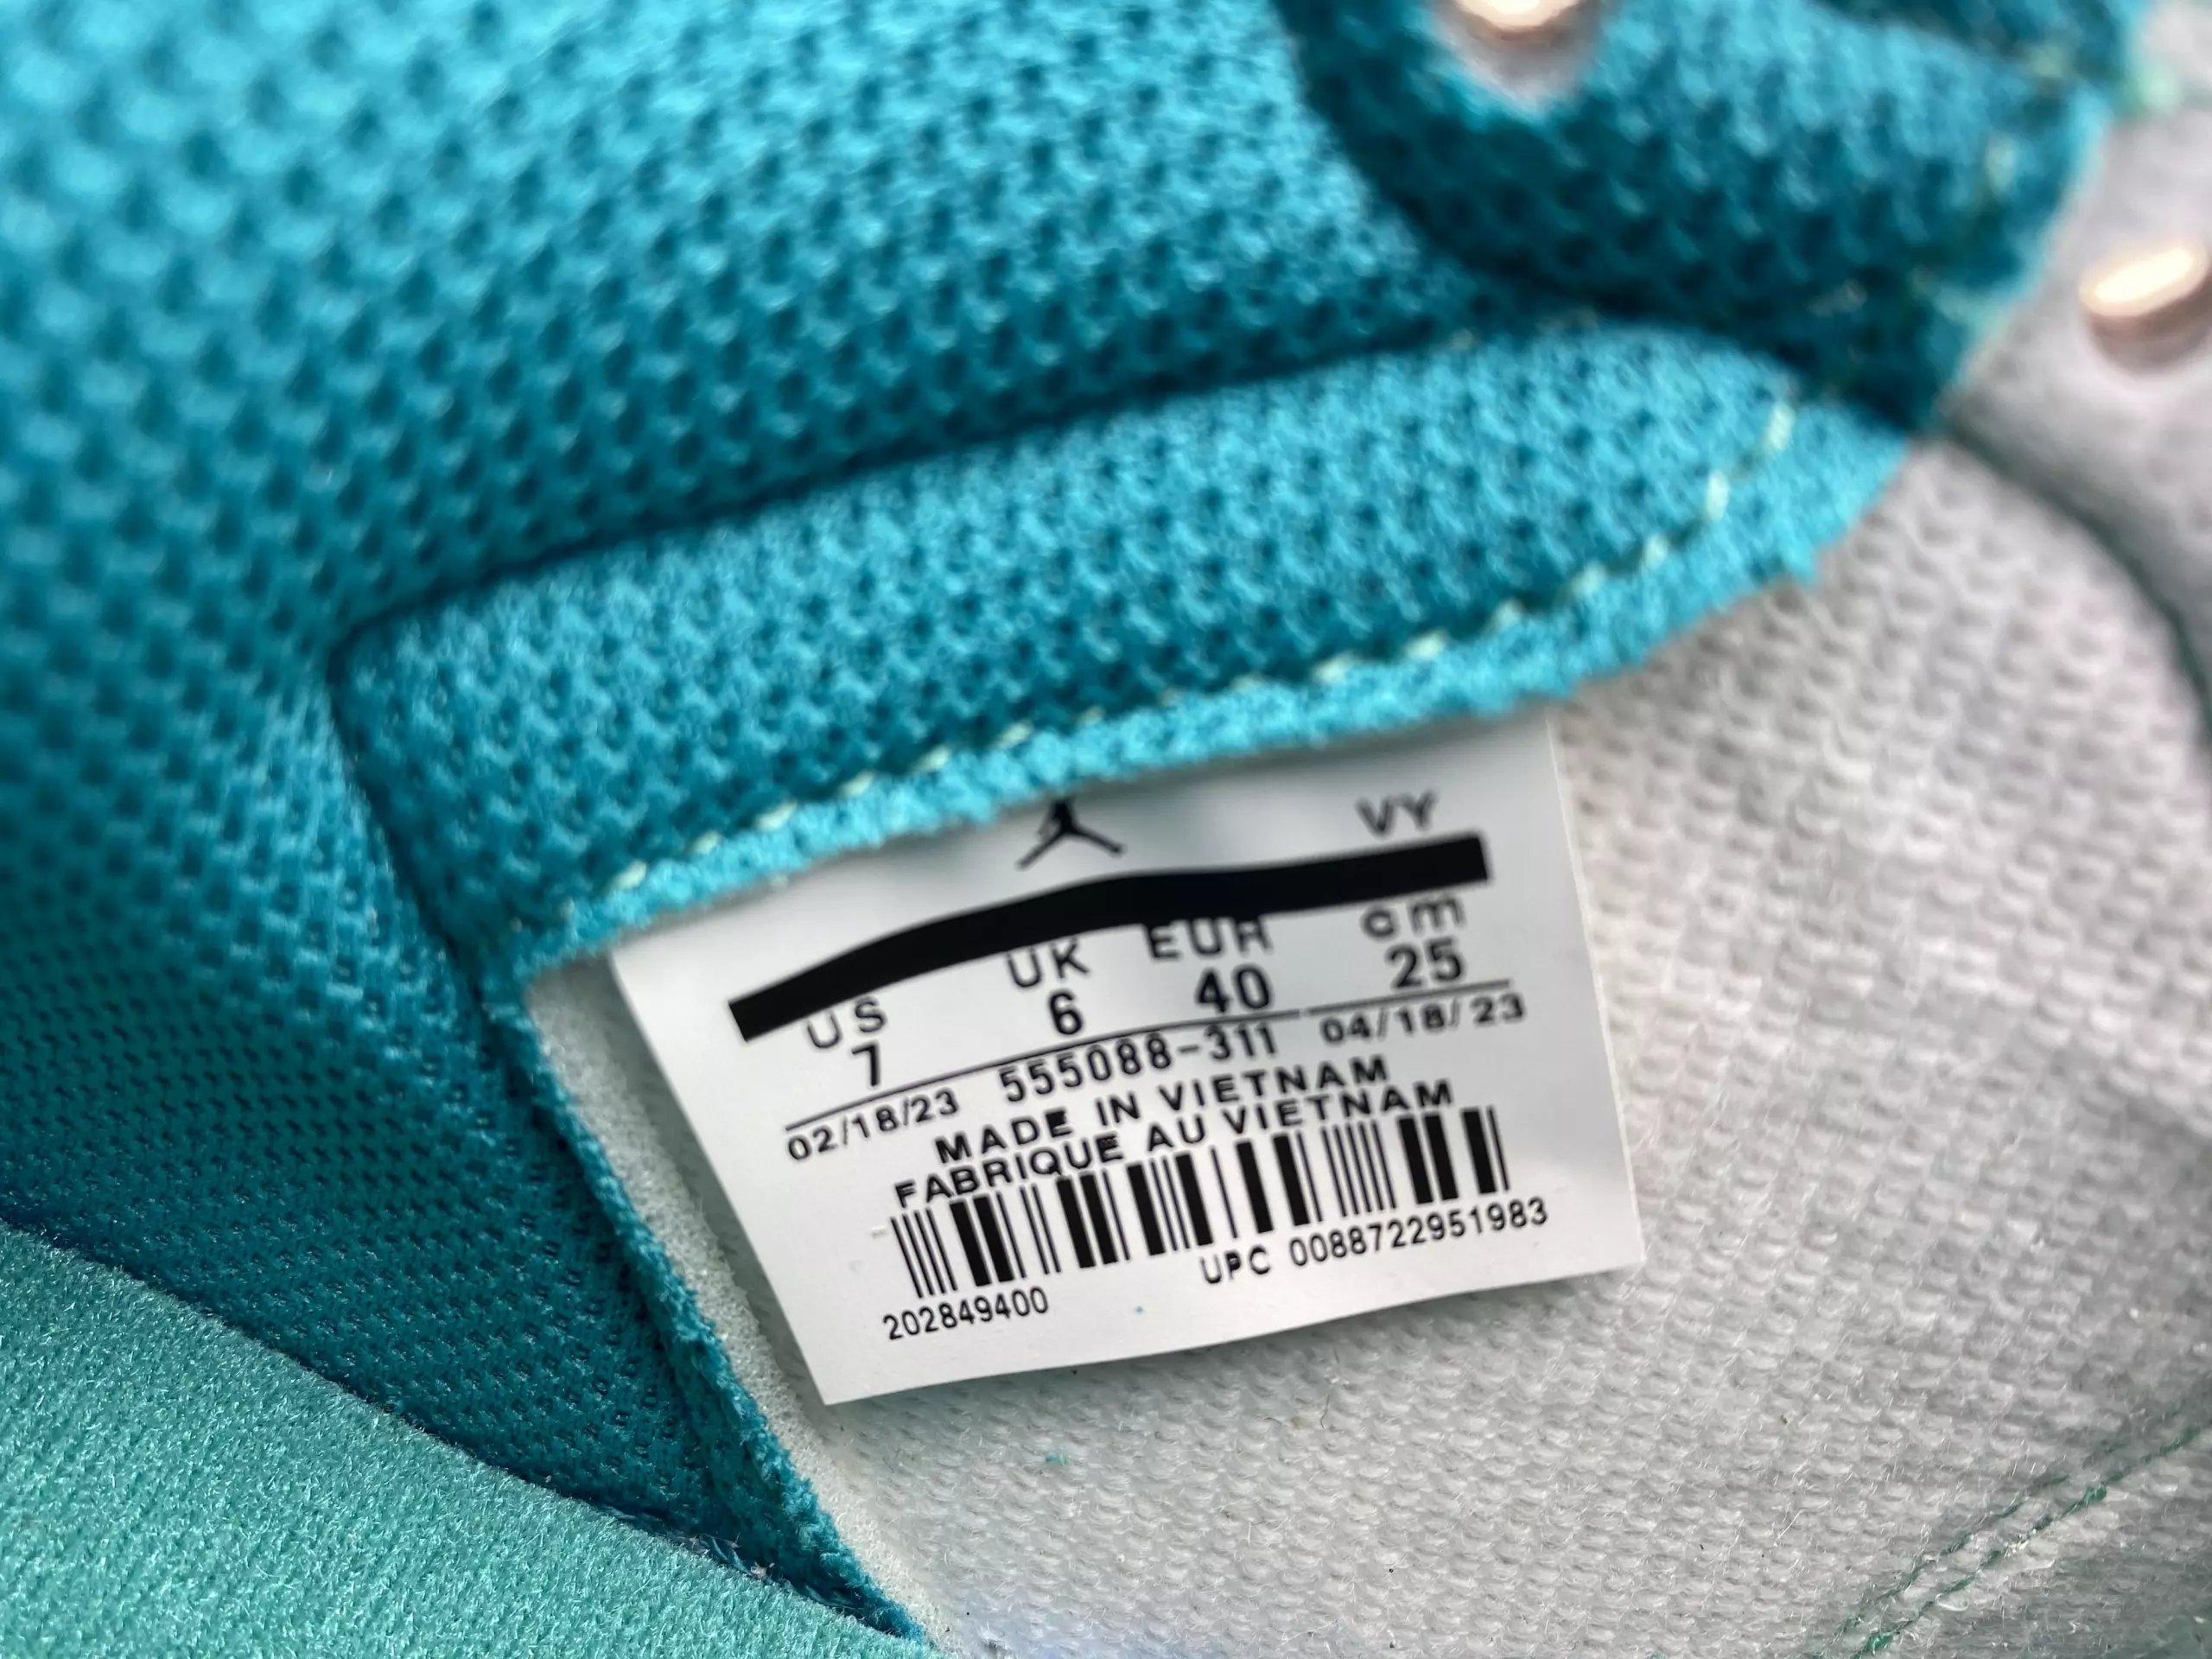 VY
US UK EUR cm
7 6 40 25
02/18/23 555088-311 04/18/23
MADE IN VIETNAM
FABRIQUE AU VIETNAM
202849400 UPC 0088722951983